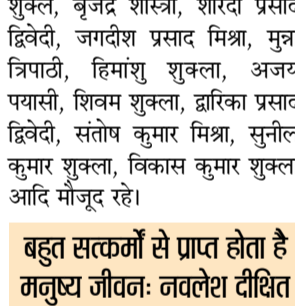 शुक्ल, बृजेंद्र शास्त्री, शारदा प्रसाद
द्विवेदी, जगदीश प्रसाद मिश्रा, मुन्ना
त्रिपाठी, हिमांशु शुक्ला, अजय
पयासी, शिवम शुक्ला, द्वारिका प्रसाद
द्विवेदी, संतोष कुमार मिश्रा, सुनील
कुमार शुक्ला, विकास कुमार शुक्ला
आदि मौजूद रहे।
बहुत सत्कर्मों से प्राप्त होता है
मनुष्य जीवनः नवलेश दीक्षित